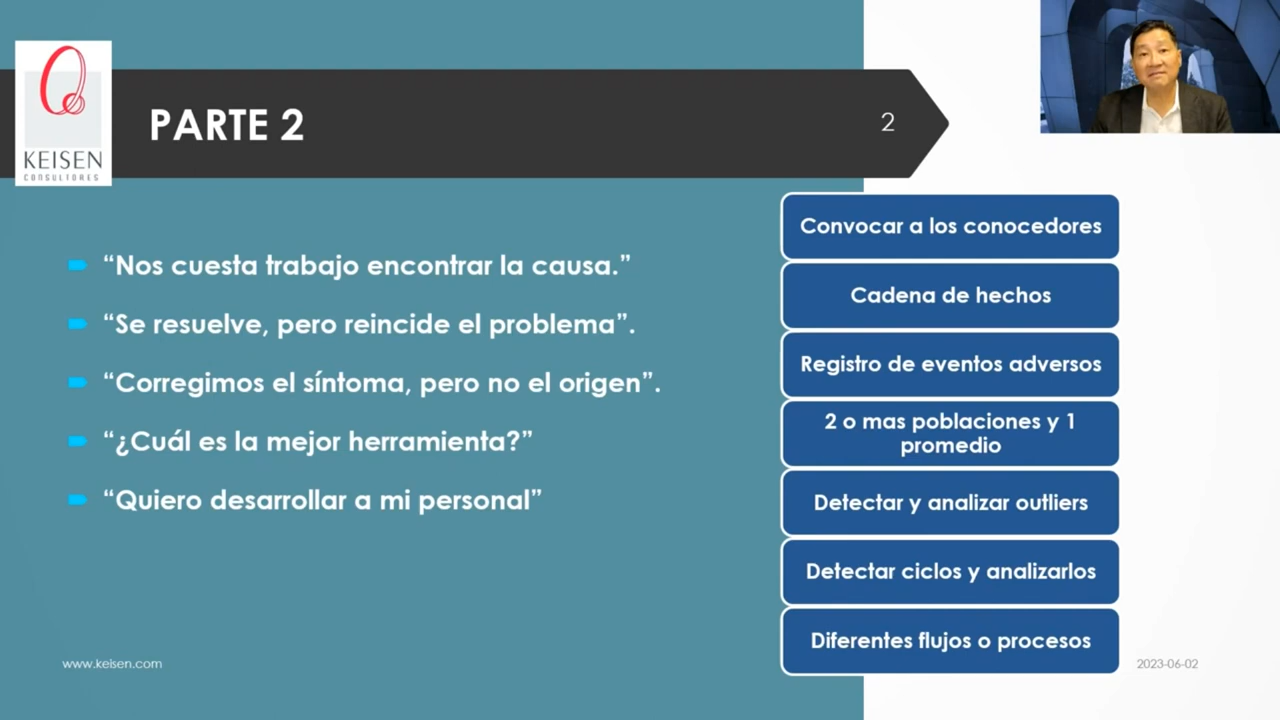 KEISEN
CONSULTORES
PARTE 2
2
“Nos cuesta trabajo encontrar la causa.”
“Se resuelve, pero reincide el problema”.
“Corregimos el síntoma, pero no el origen”.
“¿Cuál es la mejor herramienta?”
“Quiero desarrollar a mi personal”
Convocar a los conocedores
Cadena de hechos
Registro de eventos adversos
2 o mas poblaciones y 1
promedio
Detectar y analizar outliers
Detectar ciclos y analizarlos
Diferentes flujos o procesos
www.keisen.com
2023-06-02